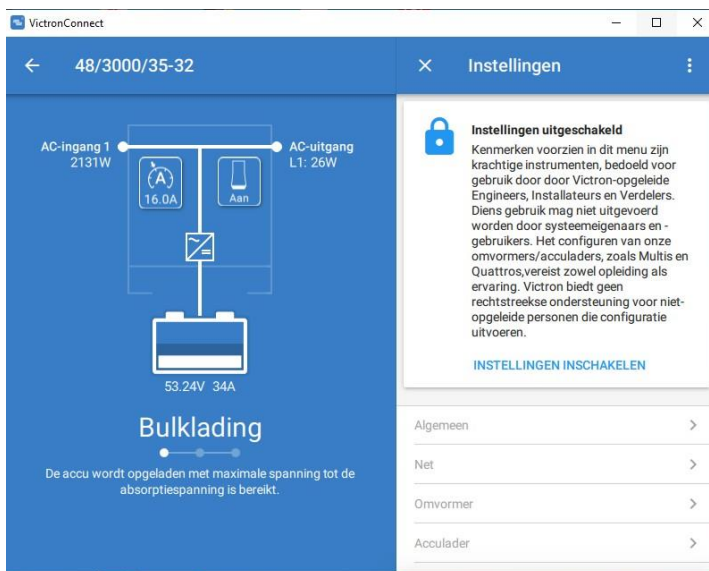 VictronConnect
48/3000/35-32
Instellingen
AC-ingang 1
2131W
AC-uitgang
L1: 26W
16.0A
Aan
53.24V 34A
Bulklading
De accu wordt opgeladen met maximale spanning tot de
absorptiespanning is bereikt.
Instellingen uitgeschakeld
Kenmerken voorzien in dit menu zijn
krachtige instrumenten, bedoeld voor
gebruik door door Victron-opgeleide
Engineers, Installateurs en Verdelers.
Diens gebruik mag niet uitgevoerd
worden door systeemeigenaars en -
gebruikers. Het configuren van onze
omvormers/acculaders, zoals Multis en
Quattros,vereist zowel opleiding als
ervaring. Victron biedt geen
rechtstreekse ondersteuning voor niet-
opgeleide personen die configuratie
uitvoeren.
INSTELLINGEN INSCHAKELEN
Algemeen
Net
Omvormer
Acculader